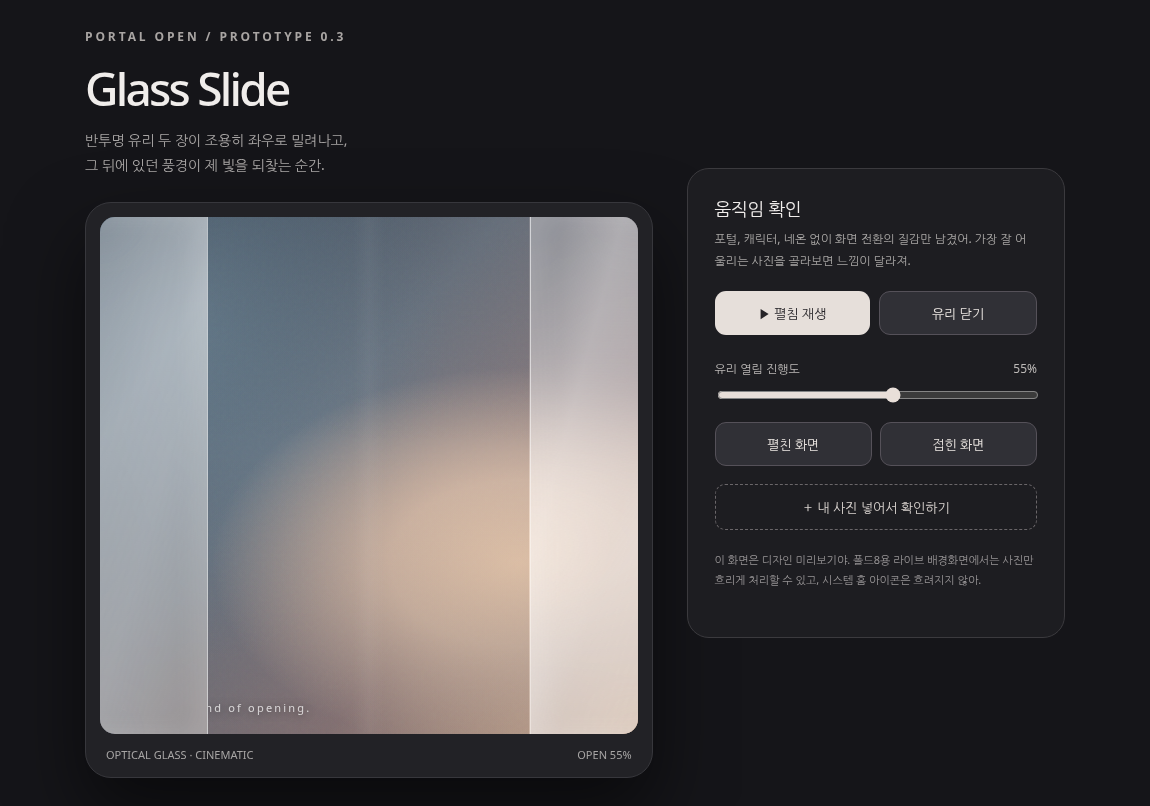 PORTAL OPEN / PROTOTYPE 0.3
Glass Slide
반투명 유리 두 장이 조용히 좌우로 밀려나고,
그 뒤에 있던 풍경이 제 빛을 되찾는 순간.
nd of opening.
OPTICAL GLASS · CINEMATIC
OPEN 55%
움직임 확인
포털, 캐릭터, 네온 없이 화면 전환의 질감만 남겼어. 가장 잘 어
울리는 사진을 골라보면 느낌이 달라져.
▶ 펼침 재생
유리 닫기
유리 열림 진행도
55%
펼친 화면
접힌 화면
+ 내 사진 넣어서 확인하기
이 화면은 디자인 미리보기야. 폴드8용 라이브 배경화면에서는 사진만
흐리게 처리할 수 있고, 시스템 홈 아이콘은 흐려지지 않아.